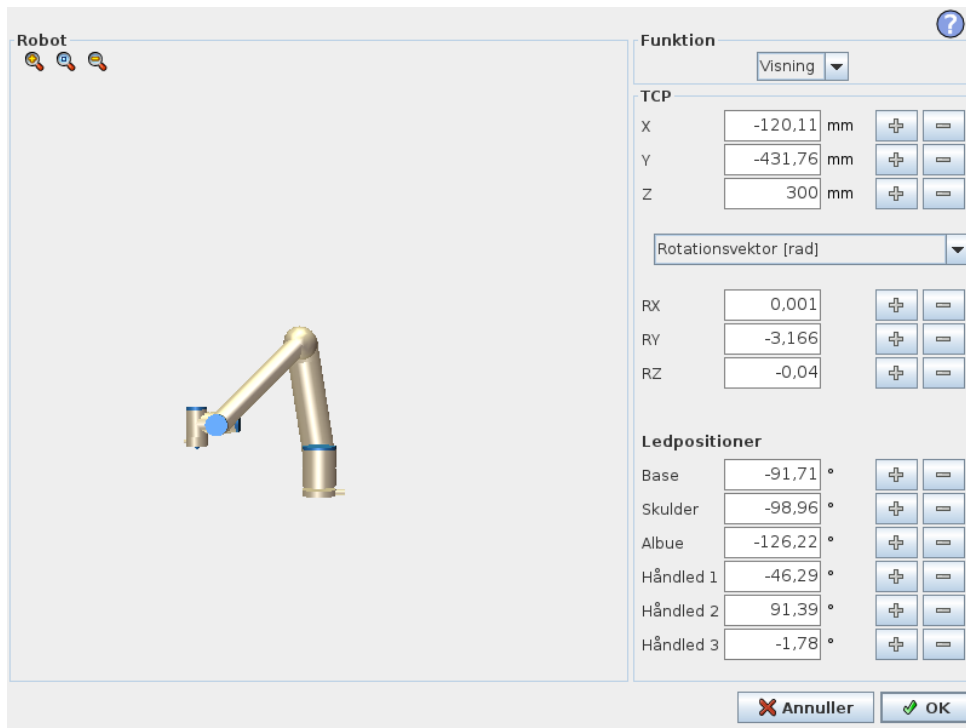 Robot
Funktion
Visning
TCP
X -120,11 mm
Y -431,76 mm
Z 300 mm
Rotationsvektor [rad]
RX 0,001
RY -3,166
RZ -0,04
Ledpositioner
Base -91,71 °
Skulder -98,96 °
Albue -126,22 °
Håndled 1 -46,29 °
Håndled 2 91,39 °
Håndled 3 -1,78 °
Annuller OK